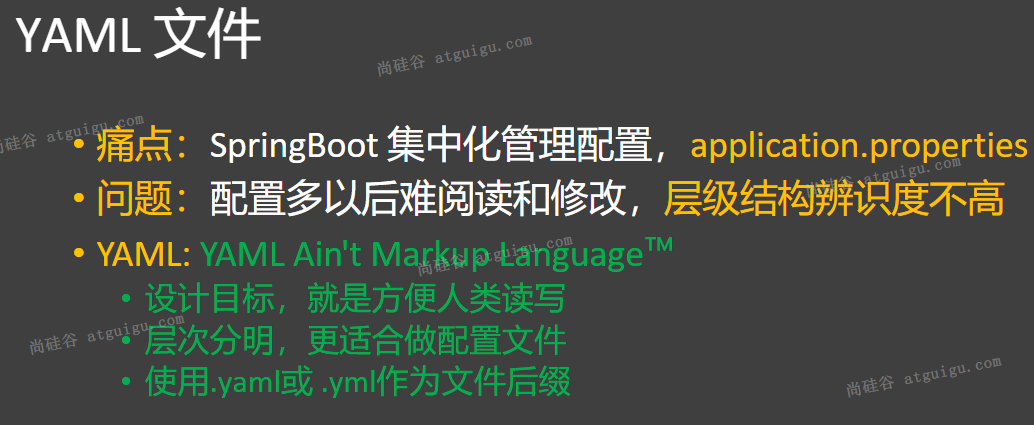 YAML 文件
• 痛点：SpringBoot 集中化管理配置，application.properties
• 问题：配置多以后难阅读和修改，层级结构辨识度不高
• YAML: YAML Ain't Markup Language™
• 设计目标，就是方便人类读写
• 层次分明，更适合做配置文件
• 使用.yaml或 .yml作为文件后缀
尚硅谷 atguigu.com
尚硅谷 atguigu.com
尚硅谷 atguigu.com
尚硅谷 atguigu.com
尚硅谷 atguigu.com
尚硅谷 atguigu.com